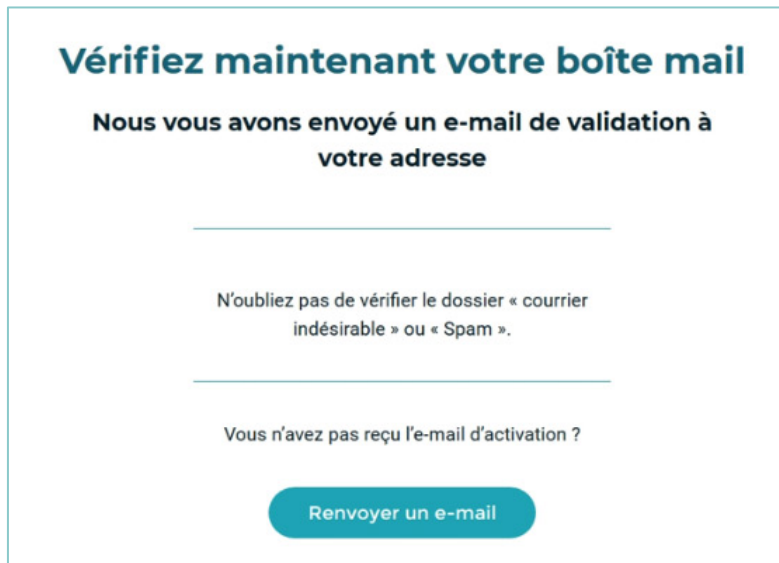 Vérifiez maintenant votre boîte mail
Nous vous avons envoyé un e-mail de validation à
votre adresse
N’oubliez pas de vérifier le dossier « courrier
indésirable » ou « Spam ».
Vous n’avez pas reçu l’e-mail d’activation ?
Renvoyer un e-mail